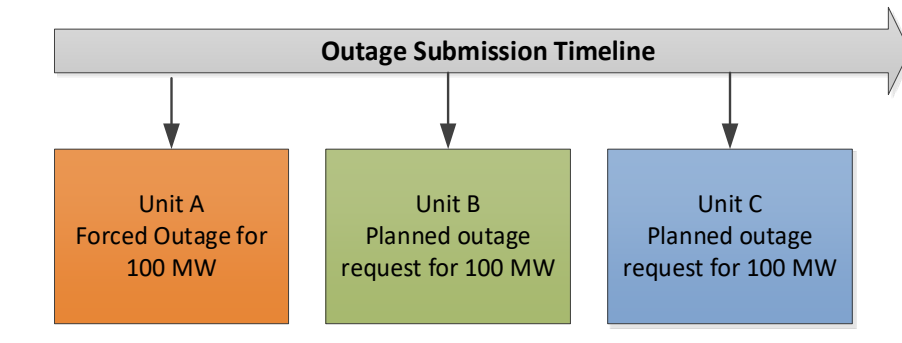 Outage Submission Timeline
Unit A
Forced Outage for
100 MW
Unit B
Planned outage
request for 100 MW
Unit C
Planned outage
request for 100 MW